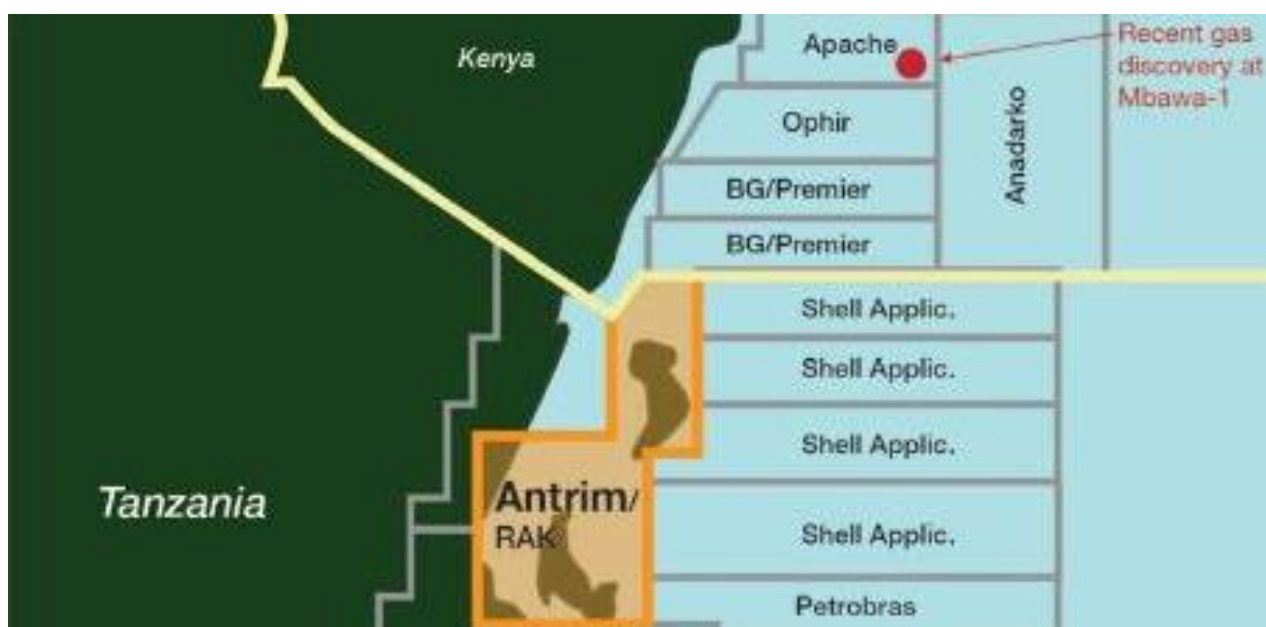 Kenya
Apache
Recent gas
discovery at
Mbawa-1
Ophir
Anadarko
BG/Premier
BG/Premier
Shell Applic.
Shell Applic.
Shell Applic.
Tanzania
Antrim/
RAK
Shell Applic.
Petrobras